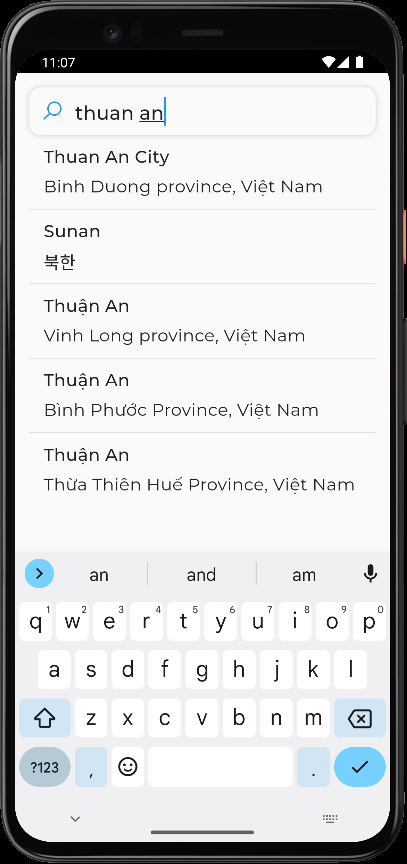 11:07
thuan an
Thuan An City
Binh Duong province, Việt Nam
Sunan
북한
Thuận An
Vinh Long province, Việt Nam
Thuận An
Bình Phước Province, Việt Nam
Thuận An
Thừa Thiên Huế Province, Việt Nam
an and am
q1 w2 e3 r4 t5 y6 u7 i8 o9 p0
a s d f g h j k l
z x c v b n m
?123 , .